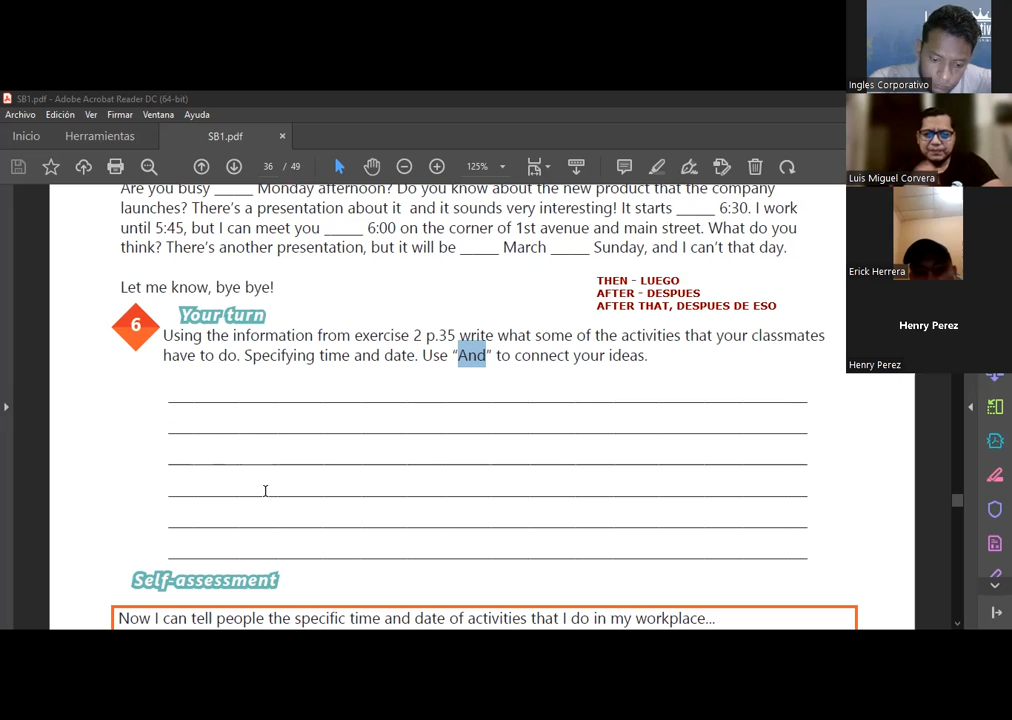 SB1.pdf - Adobe Acrobat Reader DC (64-bit)
Archivo Edición Ver Firmar Ventana Ayuda
Inicio Herramientas SB1.pdf ×
36 / 49 125%
Are you busy _____ Monday afternoon? Do you know about the new product that the company
launches? There's a presentation about it and it sounds very interesting! It starts _____ 6:30. I work
until 5:45, but I can meet you _____ 6:00 on the corner of 1st avenue and main street. What do you
think? There's another presentation, but it will be _____ March _____ Sunday, and I can't that day.
Let me know, bye bye!
THEN - LUEGO
AFTER - DESPUES
AFTER THAT, DESPUES DE ESO
6
Your turn
Using the information from exercise 2 p.35 write what some of the activities that your classmates
have to do. Specifying time and date. Use “And” to connect your ideas.
Self-assessment
Now I can tell people the specific time and date of activities that I do in my workplace...
Ingles Corporativo
Luis Miguel Corvera
Erick Herrera
Henry Perez
Henry Perez